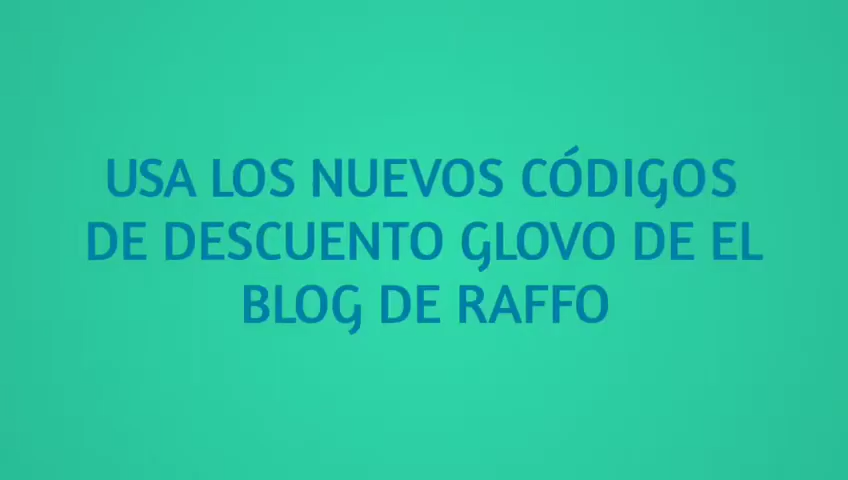 USA LOS NUEVOS CÓDIGOS
DE DESCUENTO GLOVO DE EL
BLOG DE RAFFO